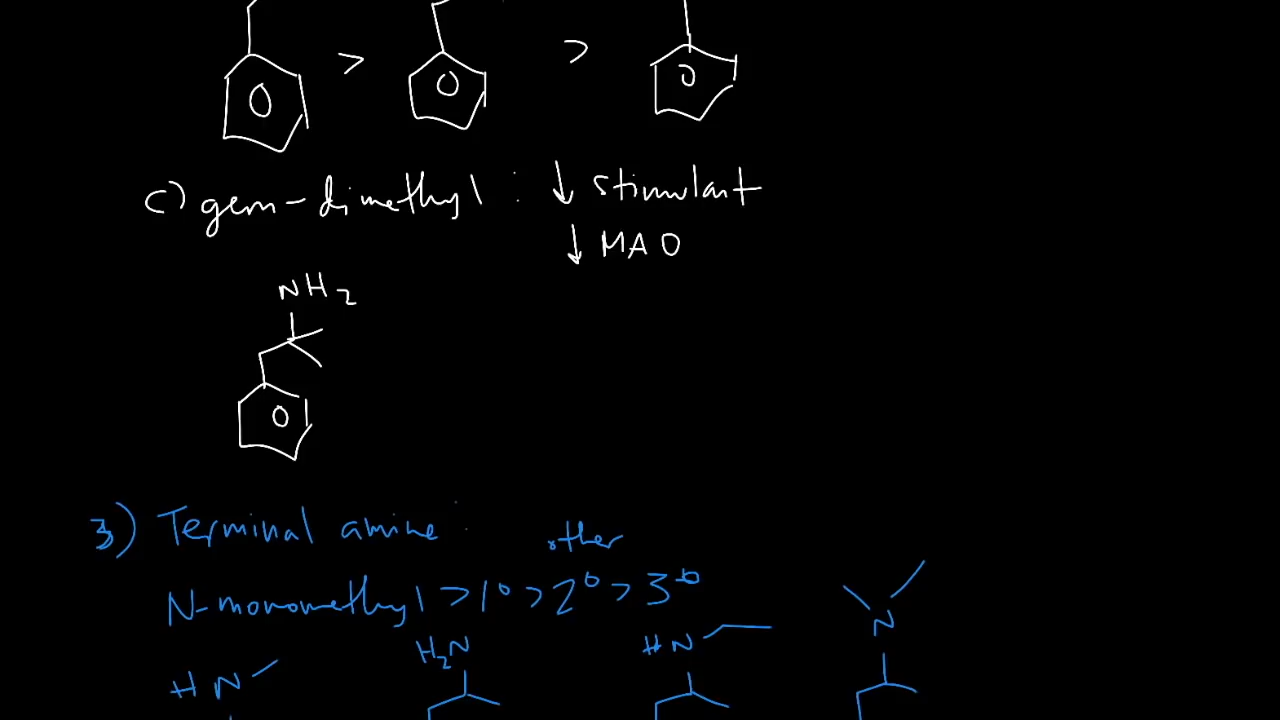 > >
c) gem-dimethyl : ↓ stimulant
↓ MAO
NH2
3) Terminal amine :
other
N-monomethyl > 1° > 2° > 3°
N
H2N
HN
HN